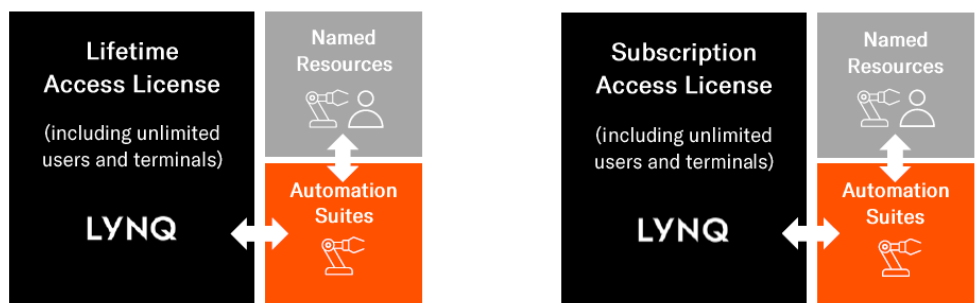 Lifetime
Access License
(including unlimited
users and terminals)
LYNQ
Named
Resources
Automation
Suites
Subscription
Access License
(including unlimited
users and terminals)
LYNQ
Named
Resources
Automation
Suites